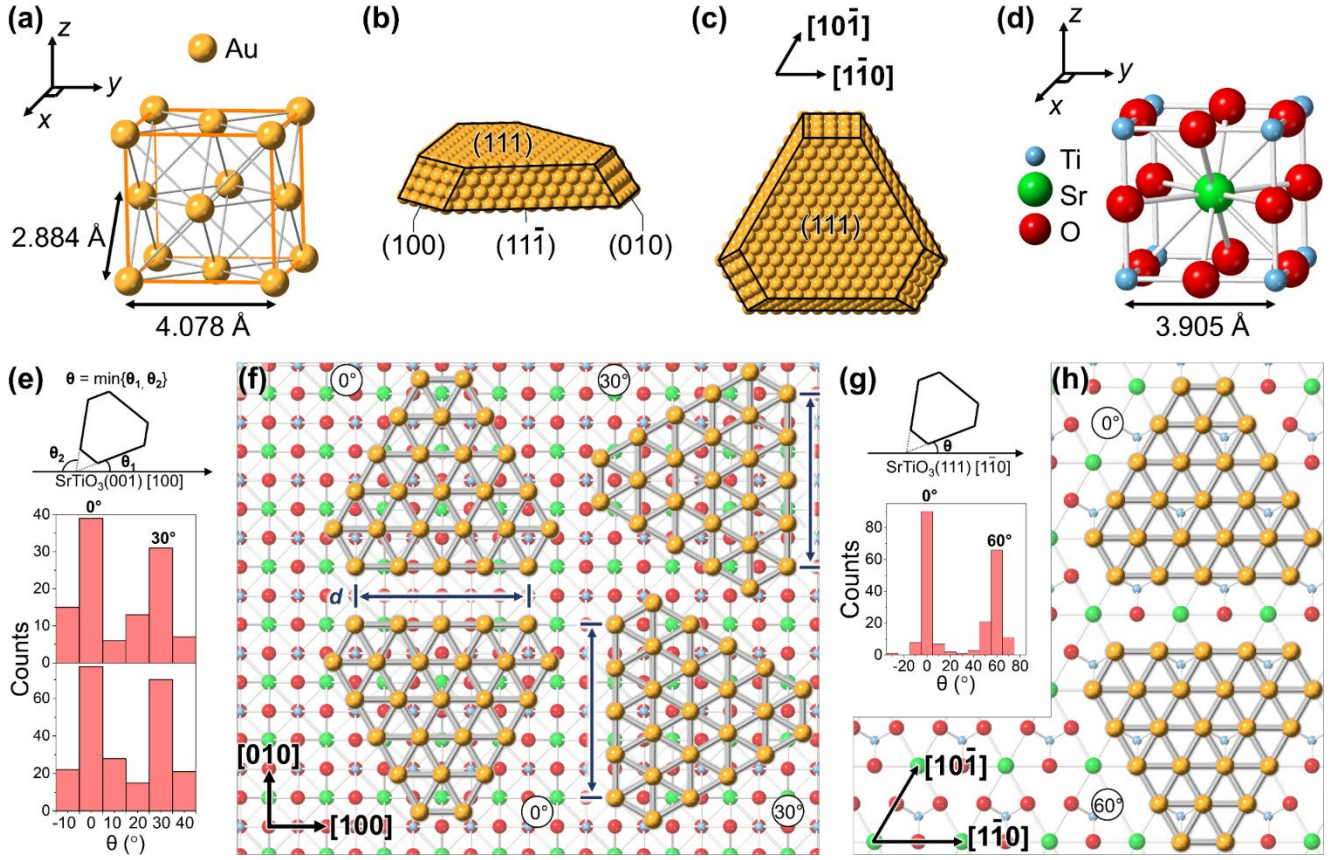 (a)
z
y
x
Au
2.884 Å
4.078 Å
(b)
(111)
(100)
(111̄)
(010)
(c)
[101̄]
[11̄0]
(111)
(d)
z
y
x
Ti
Sr
O
3.905 Å
(e)
θ = min{θ₁, θ₂}
θ₂
θ₁
SrTiO₃(001) [100]
0°
30°
40
30
20
10
0
60
40
20
0
Counts
-10 0 10 20 30 40
θ (°)
(f)
0°
30°
d
[010]
[100]
0°
30°
(g)
θ
SrTiO₃(111) [11̄0]
0°
60°
80
60
40
20
0
Counts
-20 0 20 40 60 80
θ (°)
(h)
0°
[101̄]
[11̄0]
60°